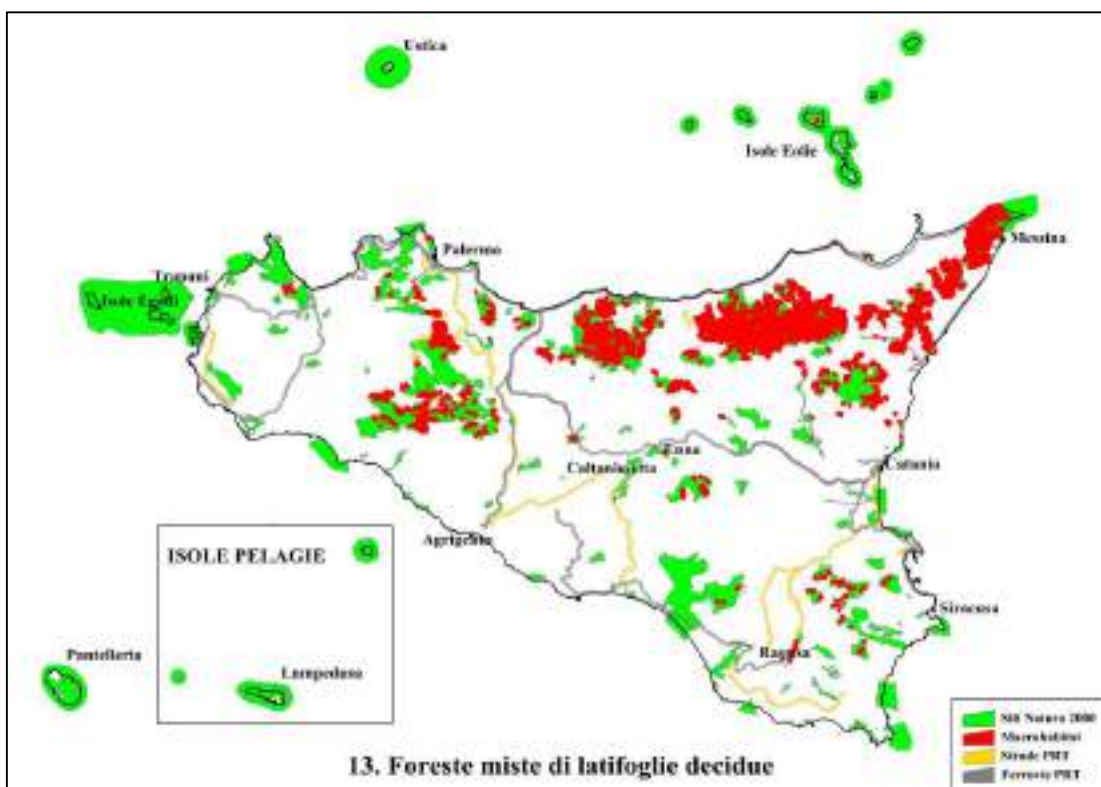 Ustica
Isole Eolie
Messina
Palermo
Trapani
Isole Egadi
Enna
Caltanissetta
Catania
Agrigento
ISOLE PELAGIE
Siracusa
Ragusa
Pantelleria
Lampedusa
Siti Natura 2000
Macrohabitat
Strade PRT
Ferrovie PRT
13. Foreste miste di latifoglie decidue